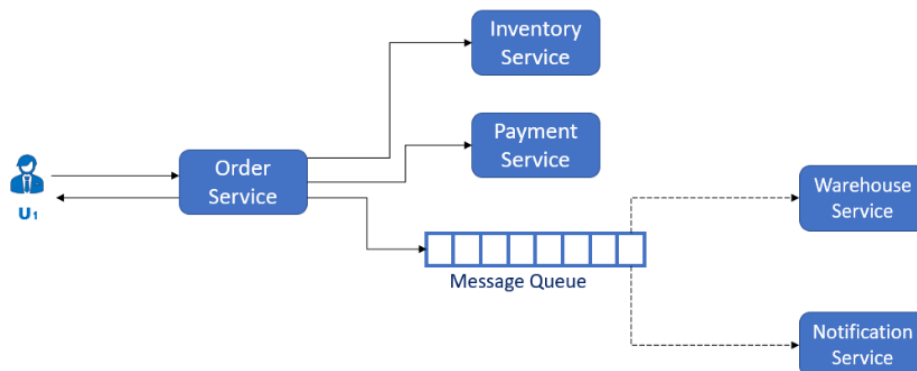 Inventory
Service
Payment
Service
Order
Service
U1
Warehouse
Service
Message Queue
Notification
Service